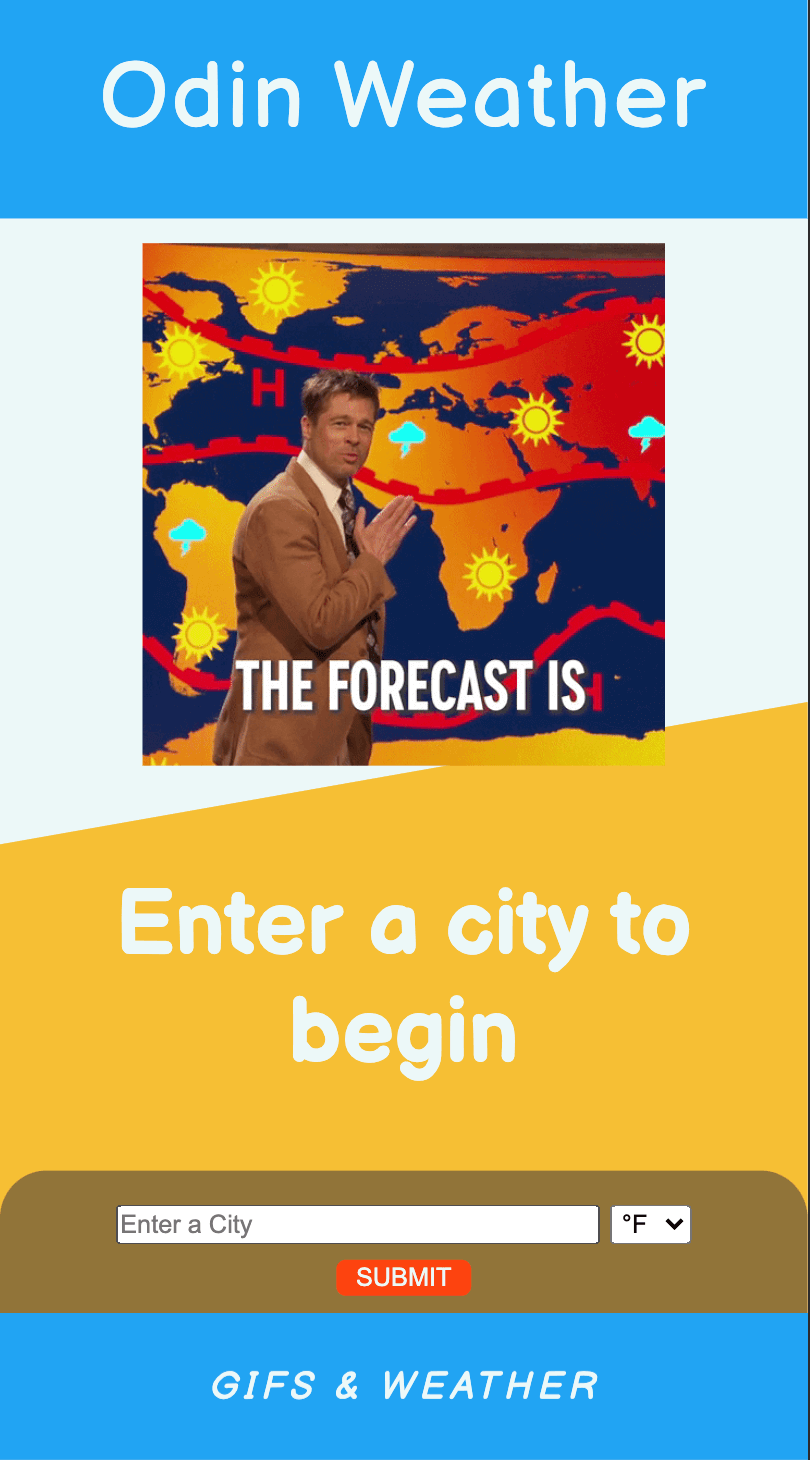 Odin Weather
H
THE FORECAST IS
Enter a city to
begin
Enter a City
°F
SUBMIT
GIFS & WEATHER